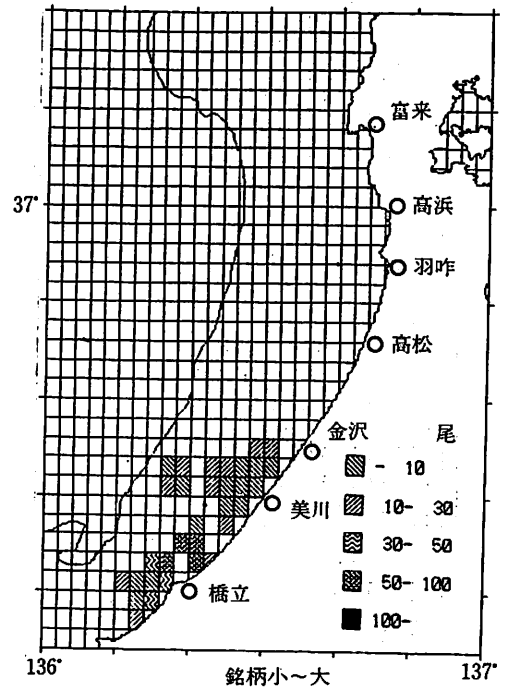 富来
37°
高浜
羽咋
高松
金沢
尾
- 10
美川
10- 30
30- 50
50- 100
橋立
100-
136°
137°
銘柄小~大